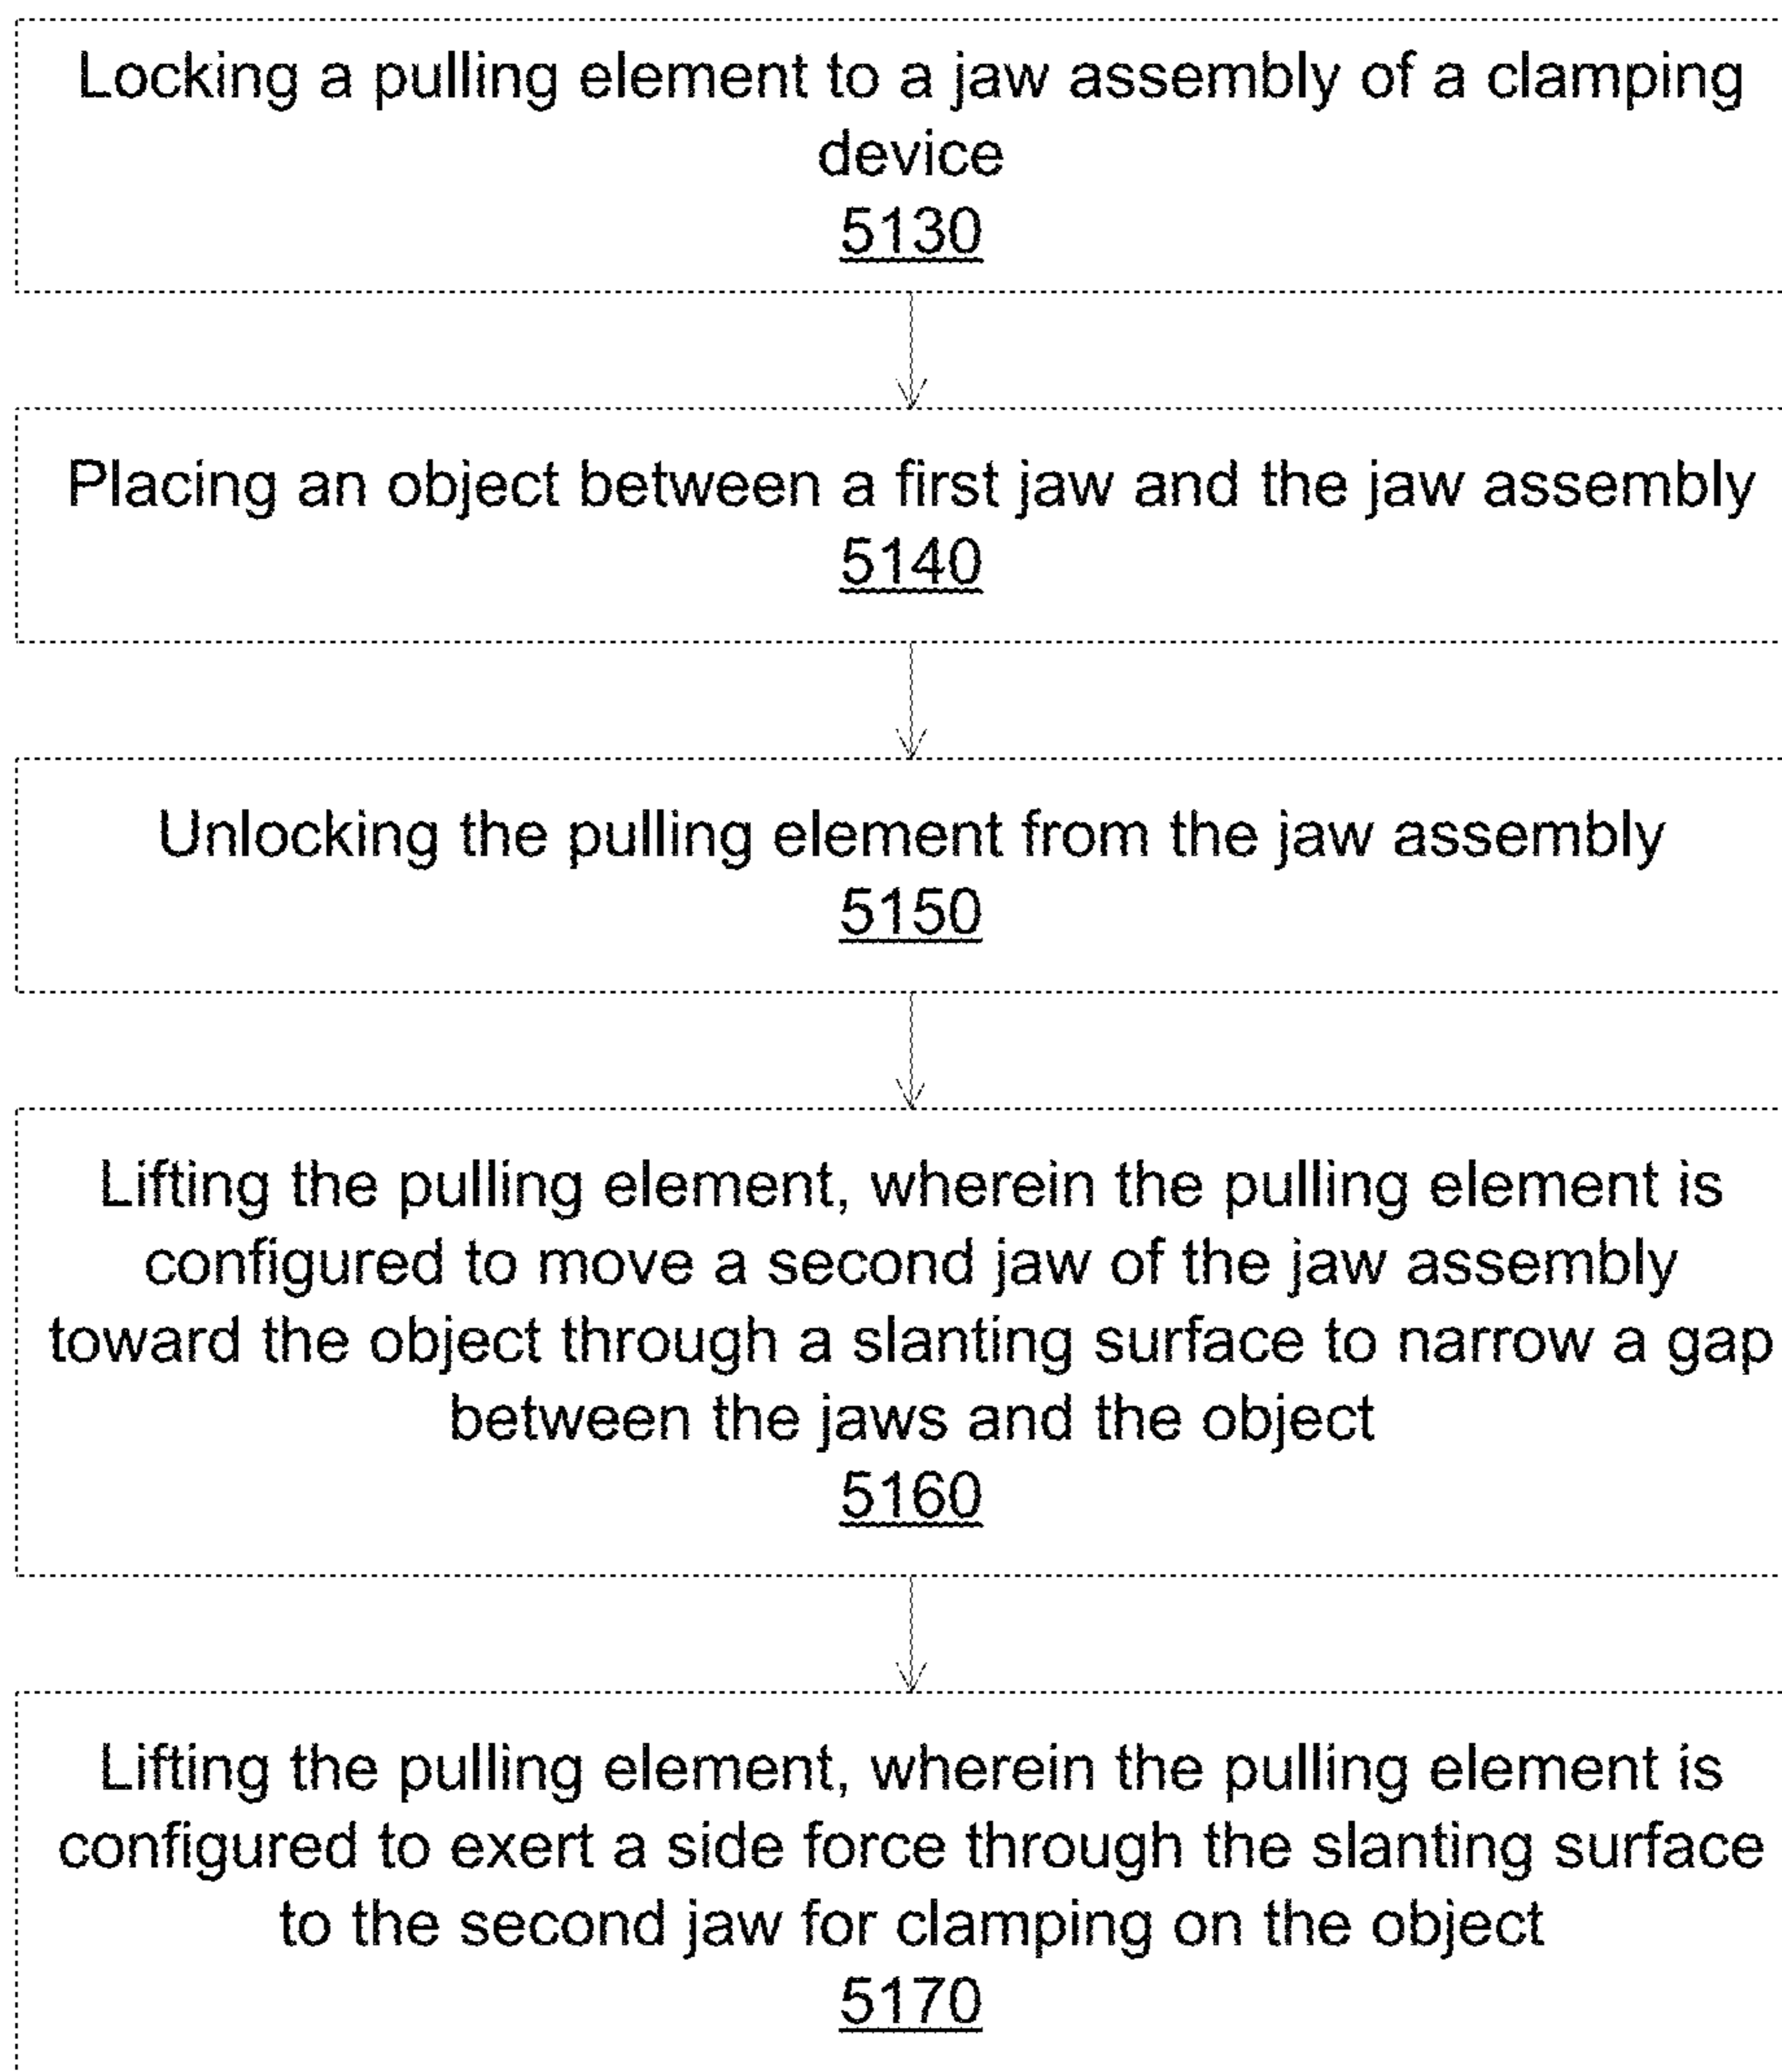 Locking a pulling element to a jaw assembly of a clamping
device
5130
Placing an object between a first jaw and the jaw assembly
5140
Unlocking the pulling element from the jaw assembly
5150
Lifting the pulling element, wherein the pulling element is
configured to move a second jaw of the jaw assembly
toward the object through a slanting surface to narrow a gap
between the jaws and the object
5160
Lifting the pulling element, wherein the pulling element is
configured to exert a side force through the slanting surface
to the second jaw for clamping on the object
5170